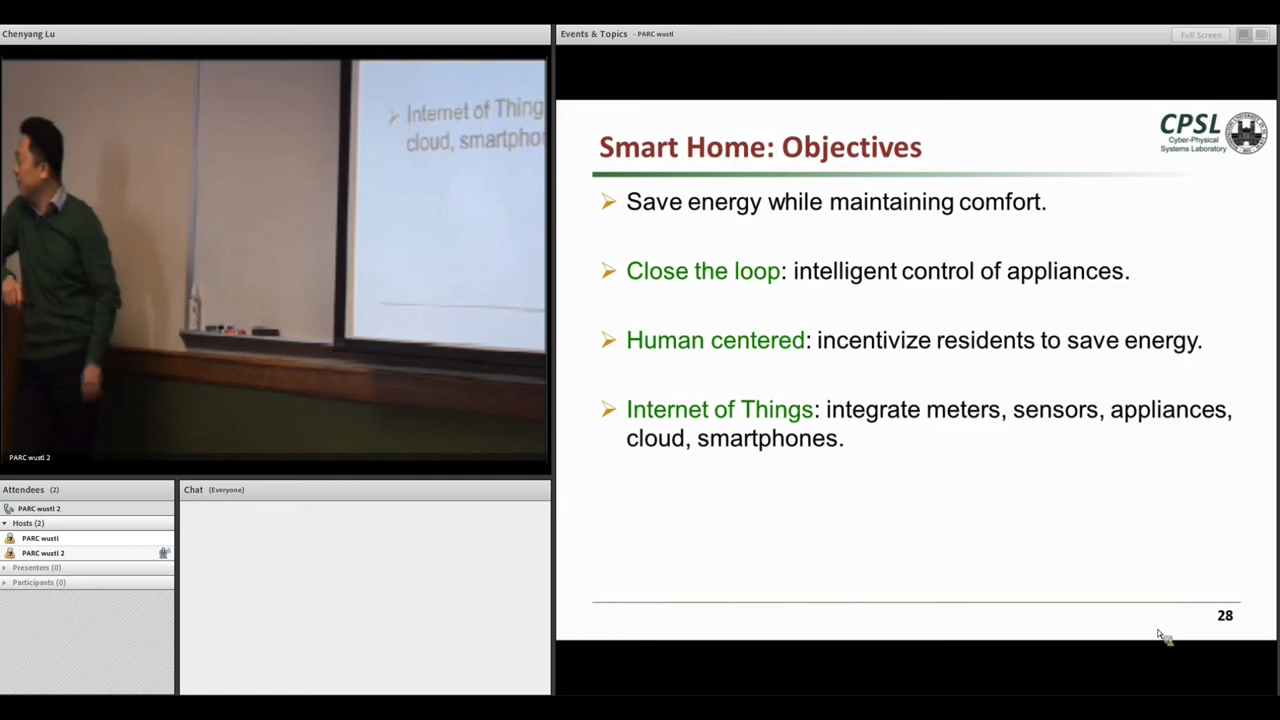 Chenyang Lu
Internet of Thing
cloud, smartpho
PARC wustl 2
Attendees (2)
PARC wustl 2
Hosts (2)
PARC wustl
PARC wustl 2
Presenters (0)
Participants (0)
Chat (Everyone)
Events & Topics - PARC wustl
Full Screen
Smart Home: Objectives
CPSL
Cyber-Physical
Systems Laboratory
➢ Save energy while maintaining comfort.
➢ Close the loop: intelligent control of appliances.
➢ Human centered: incentivize residents to save energy.
➢ Internet of Things: integrate meters, sensors, appliances,
cloud, smartphones.
28